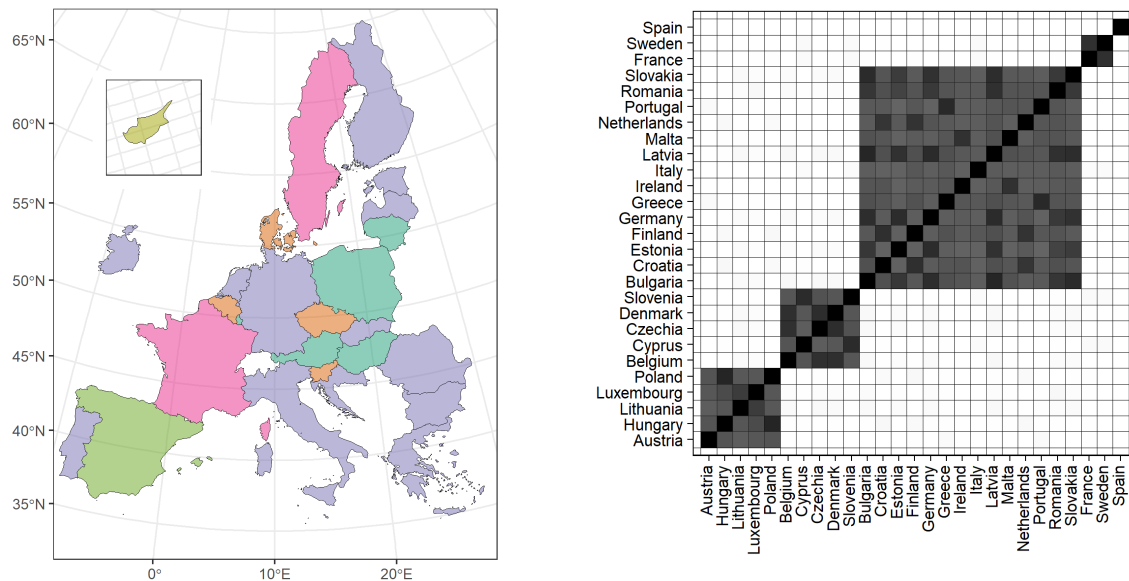 65°N
60°N
55°N
50°N
45°N
40°N
35°N
0°
10°E
20°E
Spain
Sweden
France
Slovakia
Romania
Portugal
Netherlands
Malta
Latvia
Italy
Ireland
Greece
Germany
Finland
Estonia
Croatia
Bulgaria
Slovenia
Denmark
Czechia
Cyprus
Belgium
Poland
Luxembourg
Lithuania
Hungary
Austria
Austria
Hungary
Lithuania
Luxembourg
Poland
Belgium
Cyprus
Czechia
Denmark
Slovenia
Bulgaria
Croatia
Estonia
Finland
Germany
Greece
Ireland
Italy
Latvia
Malta
Netherlands
Portugal
Romania
Slovakia
France
Sweden
Spain